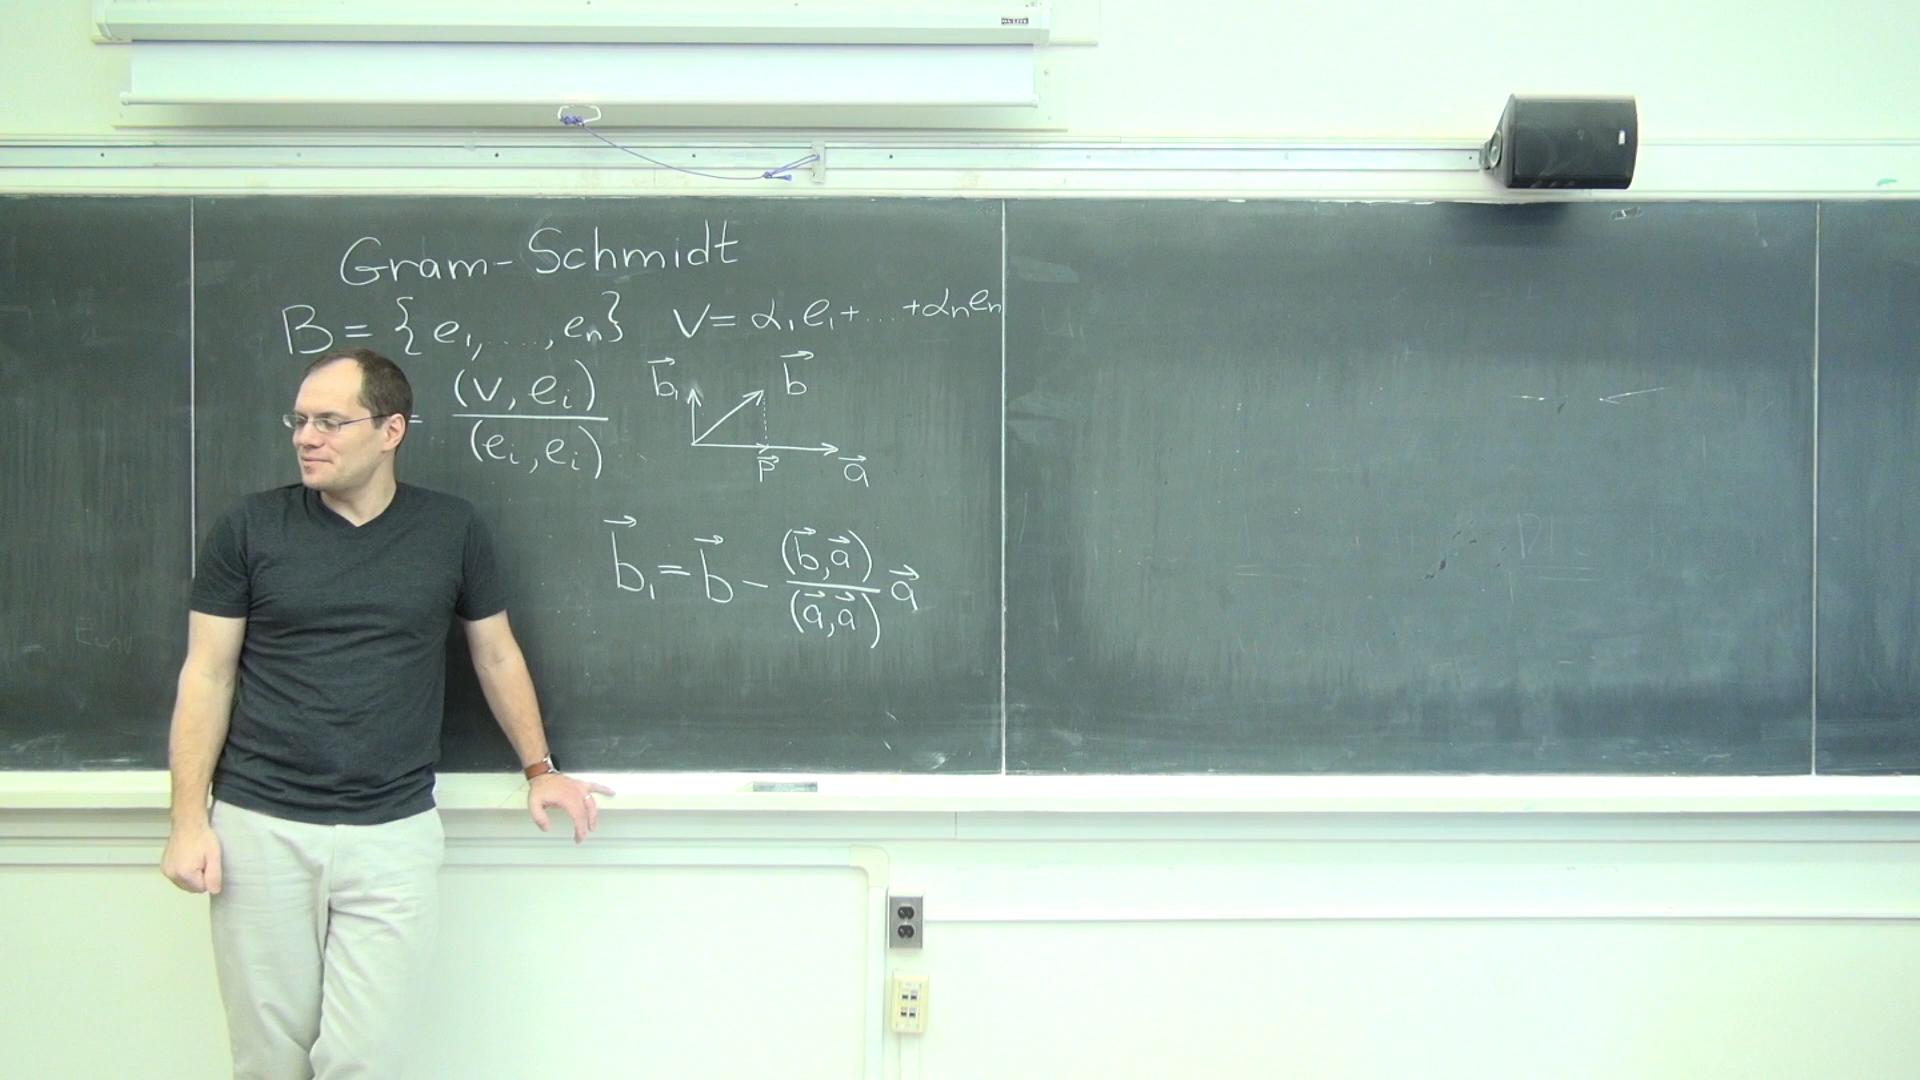 Gram-Schmidt
B = {e₁, ..., eₙ} v = α₁e₁ + ... + αₙeₙ
= (v, eᵢ) / (eᵢ, eᵢ)
b⃗₁ b⃗
p⃗ a⃗
b⃗₁ = b⃗ - (b⃗, a⃗) / (a⃗, a⃗) a⃗